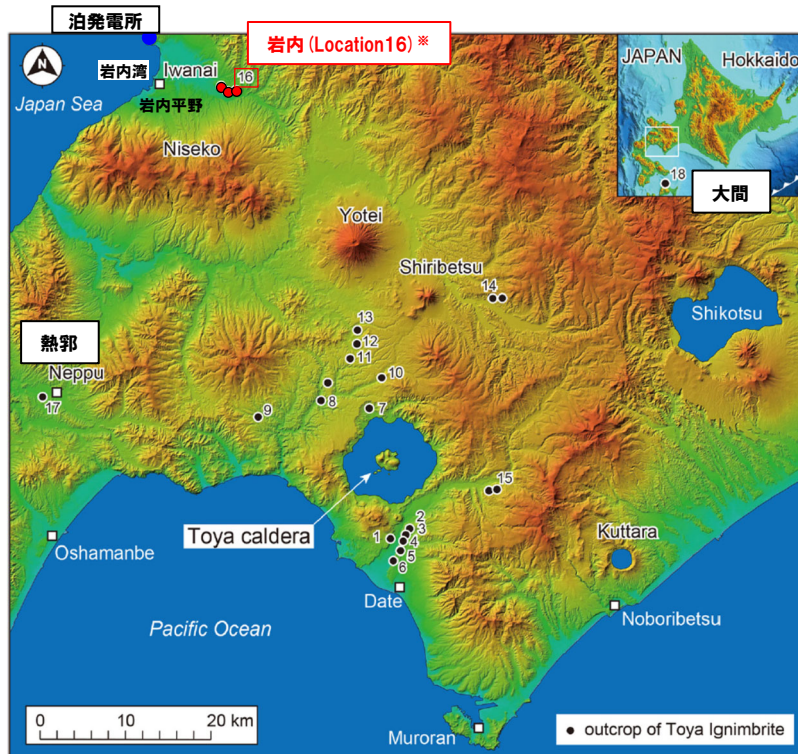 泊発電所
岩内 (Location16) ※
岩内湾
Iwanai
16
岩内平野
Japan Sea
N
Niseko
JAPAN
Hokkaido
18
大間
Yotei
Shiribetsu
14
Shikotsu
13
12
11
10
熱郛
Neppu
17
8
9
7
15
Toya caldera
2
3
1
4
5
6
Kuttara
Oshamanbe
Date
Noboribetsu
Pacific Ocean
0 10 20 km
Muroran
● outcrop of Toya Ignimbrite